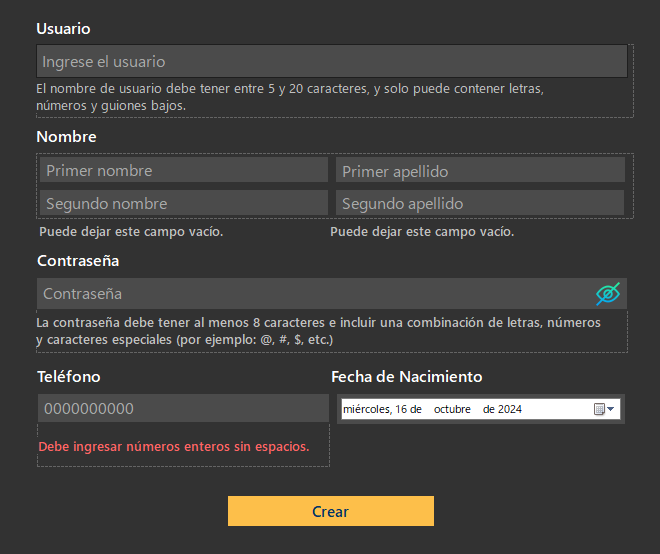 Usuario
Ingrese el usuario
El nombre de usuario debe tener entre 5 y 20 caracteres, y solo puede contener letras,
números y guiones bajos.
Nombre
Primer nombre Primer apellido
Segundo nombre Segundo apellido
Puede dejar este campo vacío. Puede dejar este campo vacío.
Contraseña
Contraseña
La contraseña debe tener al menos 8 caracteres e incluir una combinación de letras, números
y caracteres especiales (por ejemplo: @, #, $, etc.)
Teléfono Fecha de Nacimiento
0000000000 miércoles, 16 de octubre de 2024
Debe ingresar números enteros sin espacios.
Crear